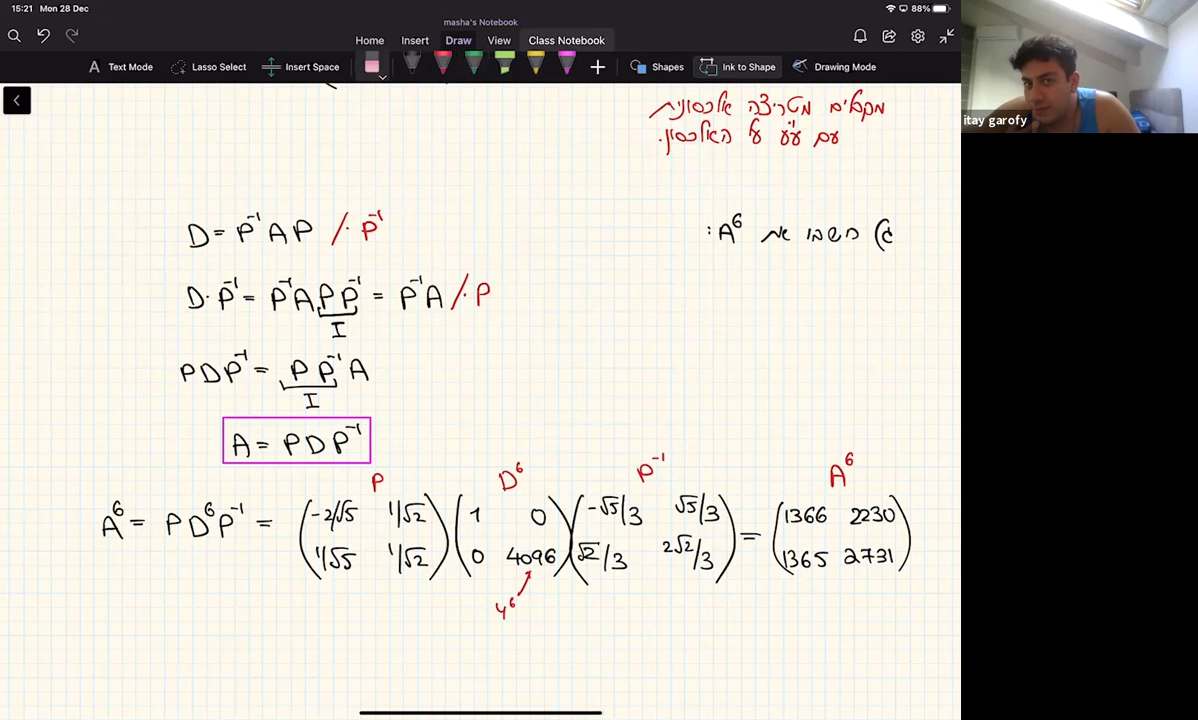 15:21 Mon 28 Dec
88%
masha's Notebook
Home Insert Draw View Class Notebook
Text Mode Lasso Select Insert Space Shapes Ink to Shape Drawing Mode
itay garofy
מקבלים מטריצה אלכסונית
עם ע"ע על האלכסון.
ג) חשבו את A⁶:
D = P⁻¹AP /· P⁻¹
D·P⁻¹ = P⁻¹APP⁻¹ = P⁻¹A /· P
I
PDP⁻¹ = PP⁻¹A
I
A = PDP⁻¹
P D⁶ P⁻¹ A⁶
A⁶ = PD⁶P⁻¹ = (-2/√5 1/√2) (1 0) (-√5/3 √5/3) = (1366 2230)
(1/√5 1/√2) (0 4096) (√2/3 2√2/3) (1365 2731)
4⁶